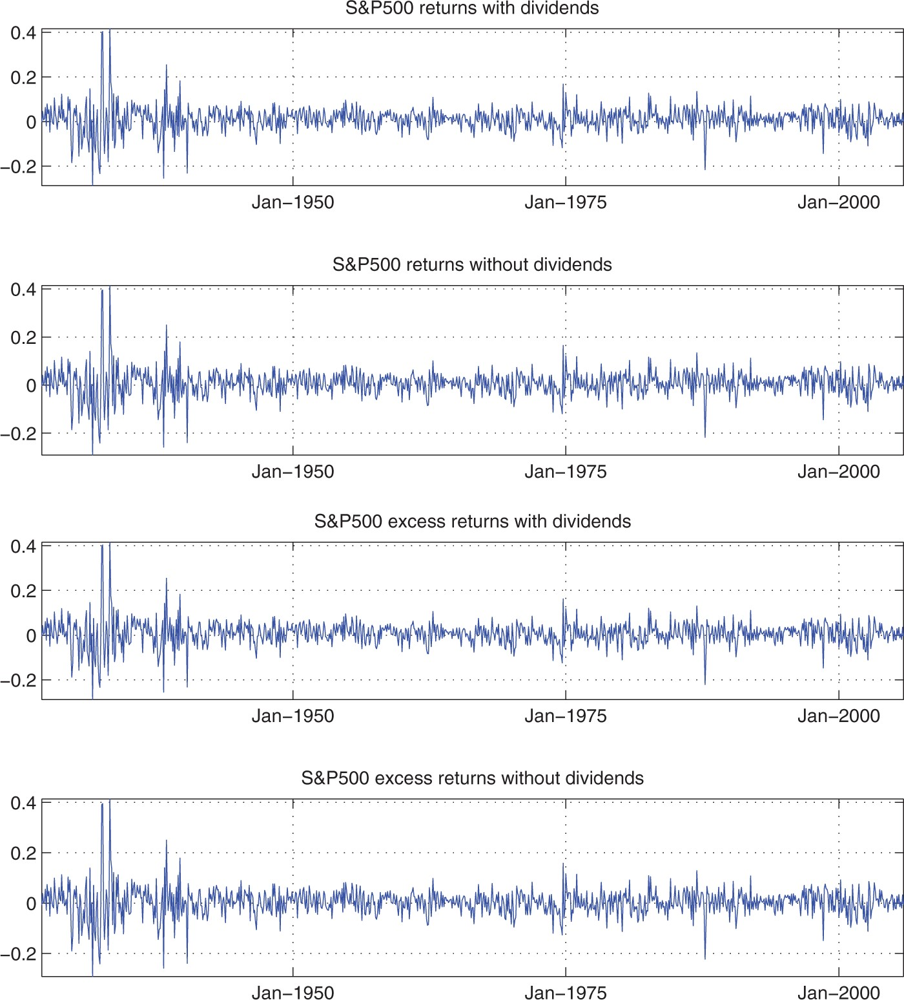 S&P500 returns with dividends
0.4
0.2
0
−0.2
Jan−1950 Jan−1975 Jan−2000
S&P500 returns without dividends
0.4
0.2
0
−0.2
Jan−1950 Jan−1975 Jan−2000
S&P500 excess returns with dividends
0.4
0.2
0
−0.2
Jan−1950 Jan−1975 Jan−2000
S&P500 excess returns without dividends
0.4
0.2
0
−0.2
Jan−1950 Jan−1975 Jan−2000